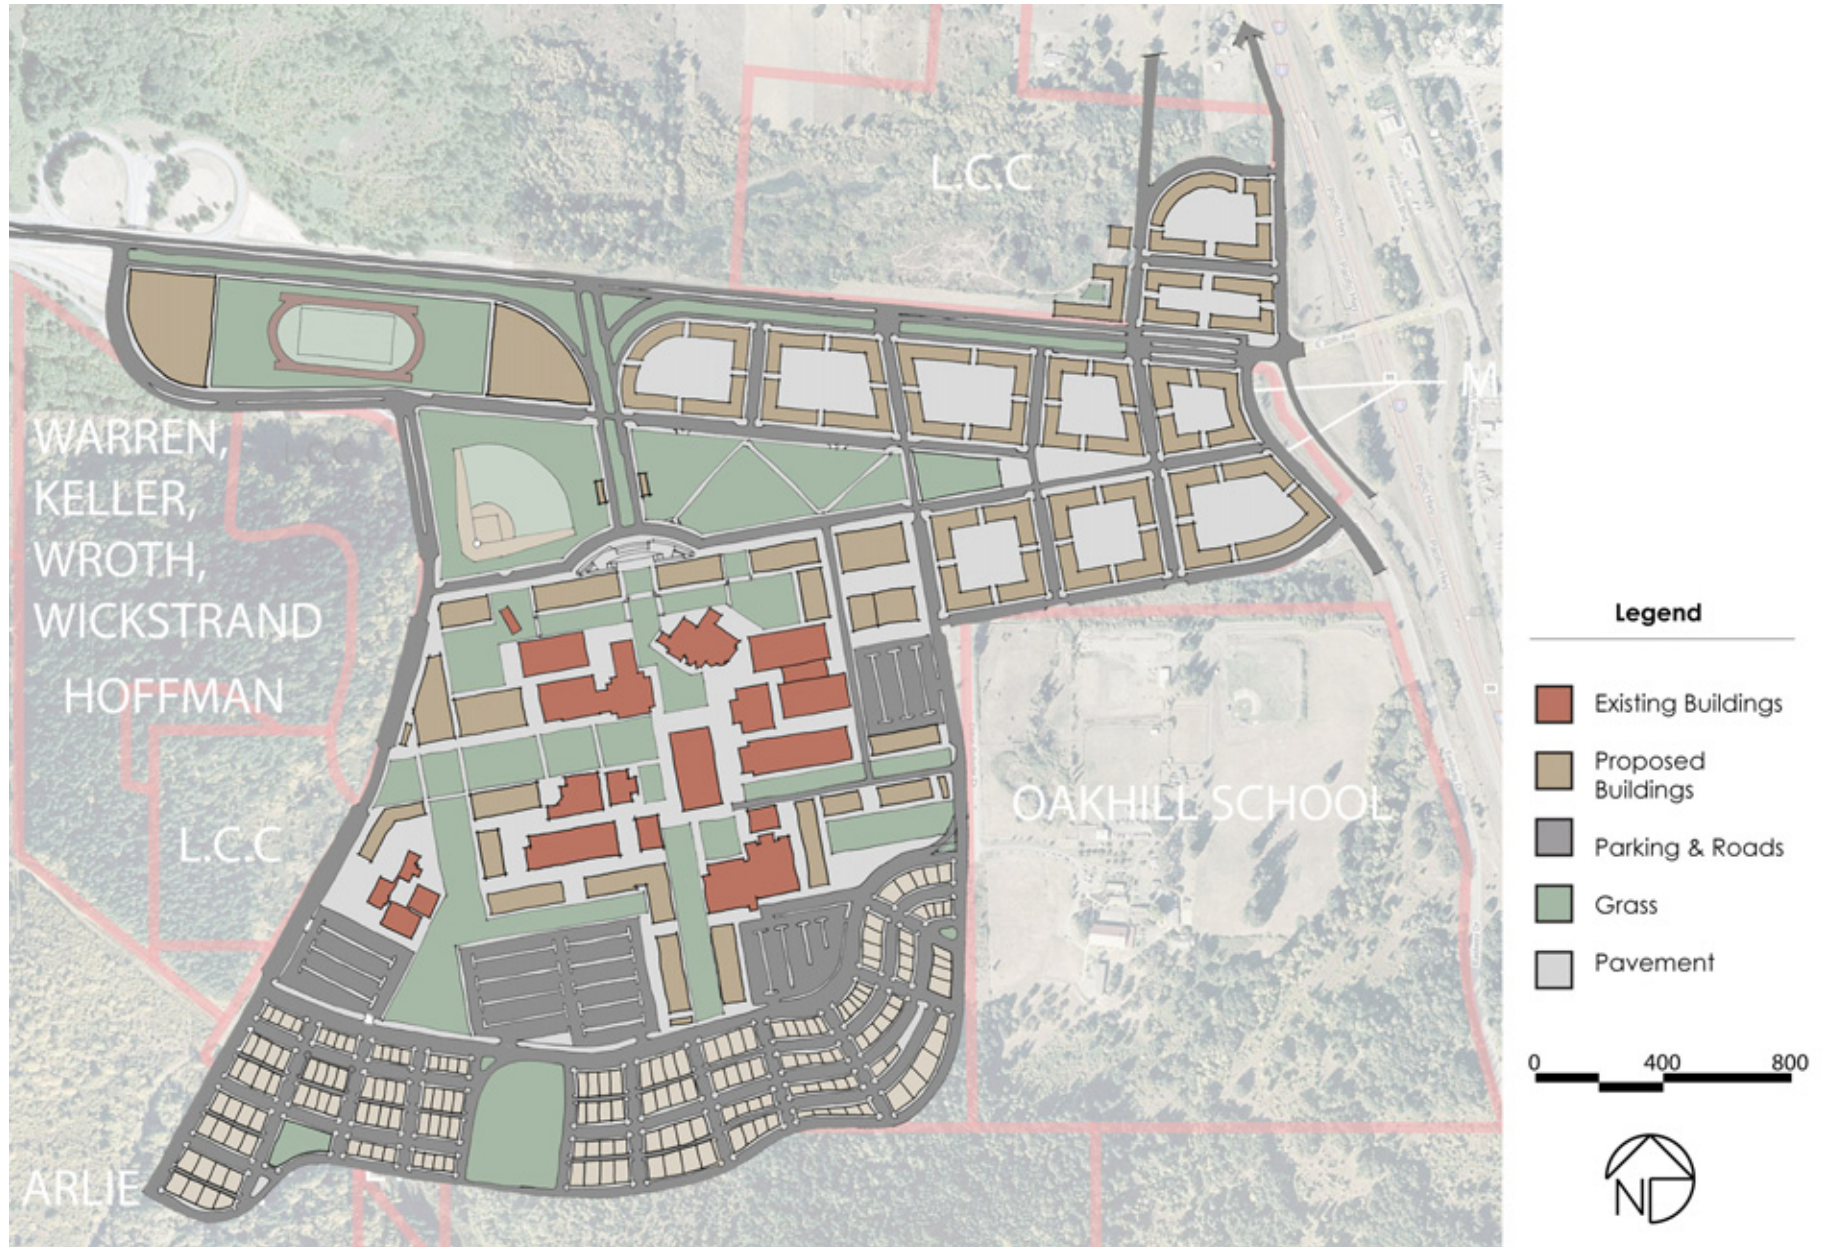 L.C.C
M
WARREN,
KELLER,
WROTH,
WICKSTRAND
HOFFMAN
L.C.C
OAKHILL SCHOOL
ARLIE
Legend
Existing Buildings
Proposed
Buildings
Parking & Roads
Grass
Pavement
0 400 800
N